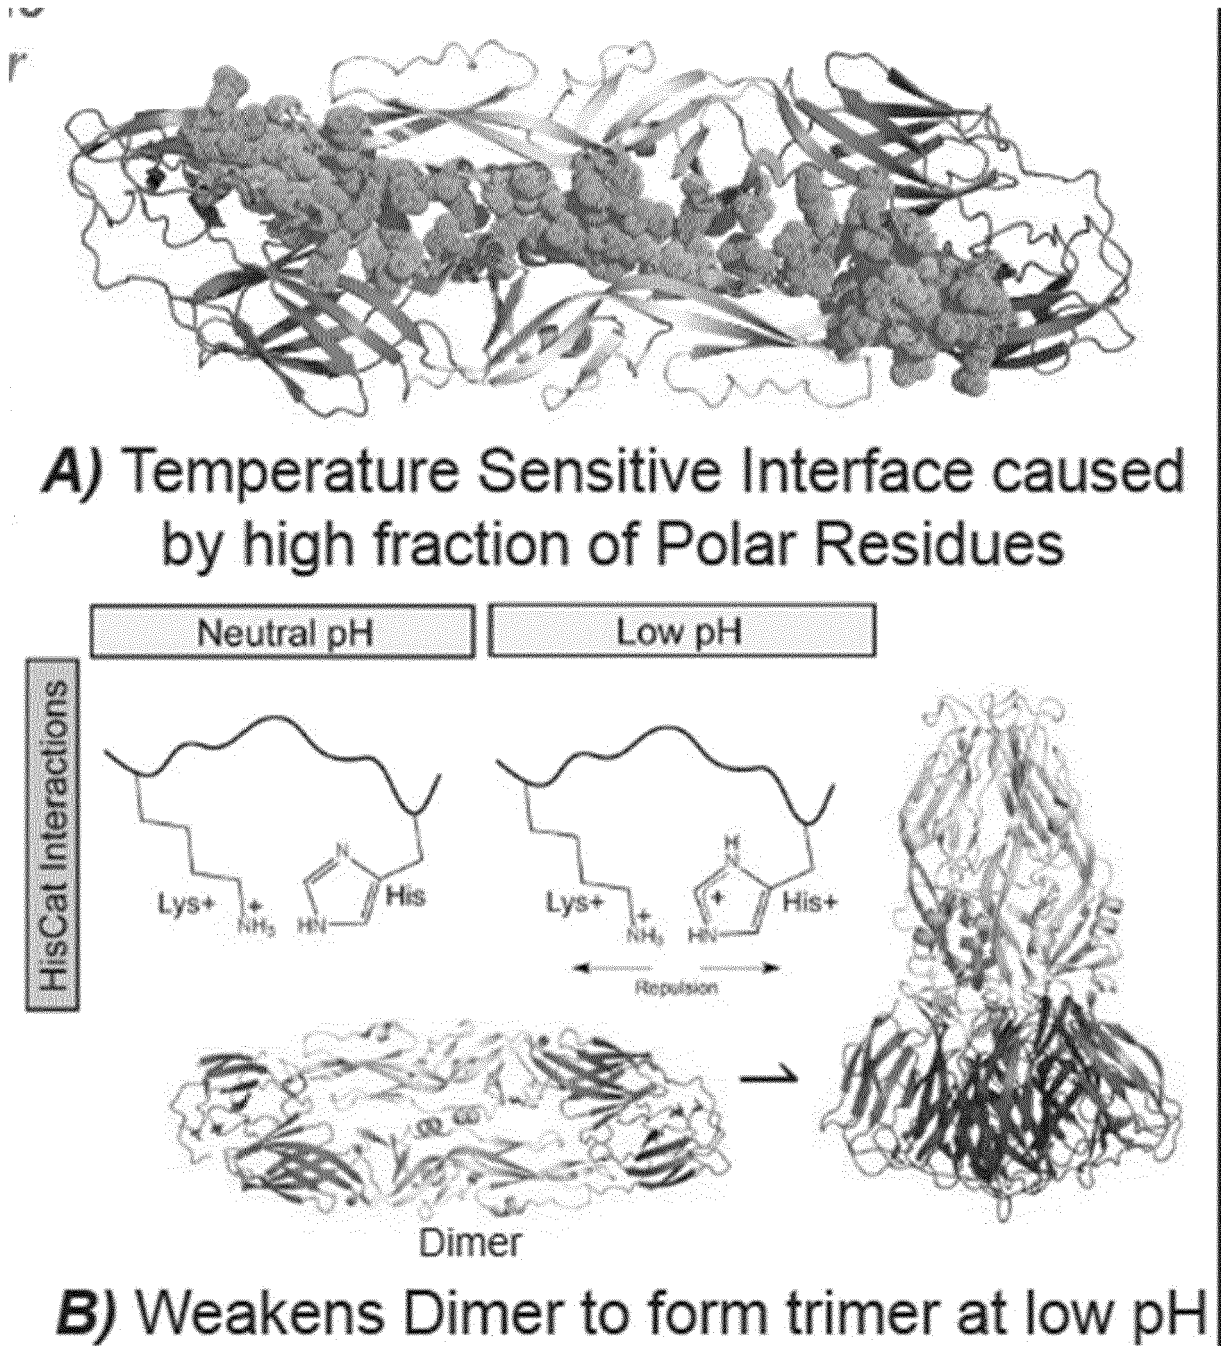 r
A) Temperature Sensitive Interface caused
by high fraction of Polar Residues
Neutral pH
Low pH
HisCat Interactions
N
Lys+
+
NH3
HN
His
H
N
Lys+
+
NH3
+
HN
His+
Repulsion
Dimer
B) Weakens Dimer to form trimer at low pH